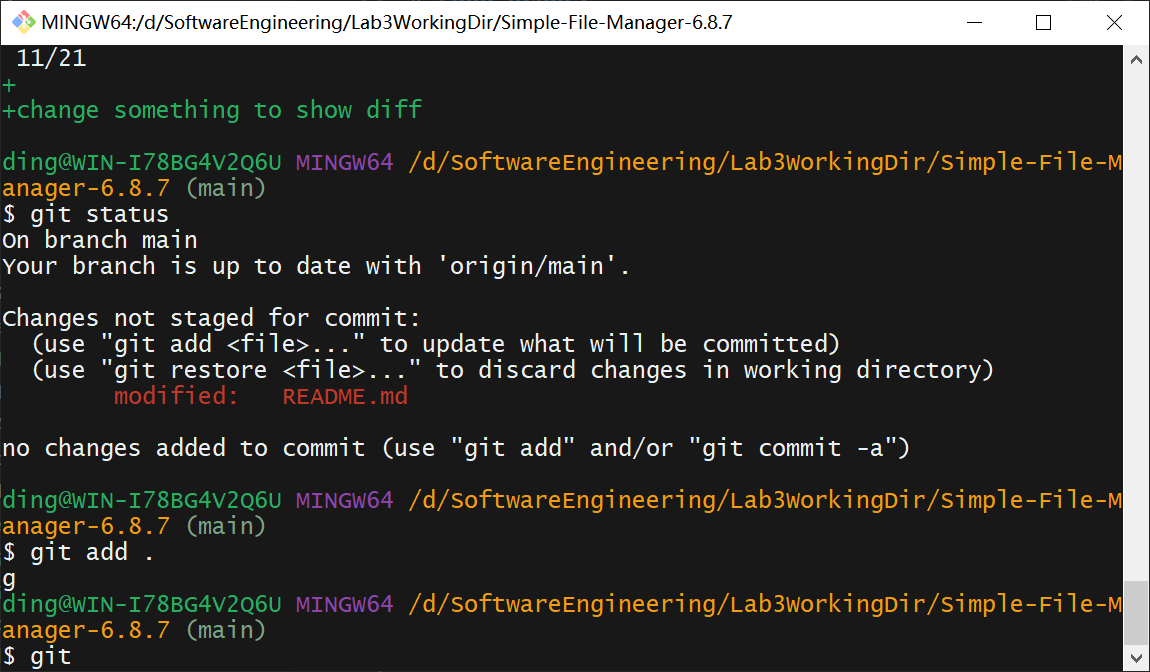 MINGW64:/d/SoftwareEngineering/Lab3WorkingDir/Simple-File-Manager-6.8.7
 11/21
+
+change something to show diff
ding@WIN-I78BG4V2Q6U MINGW64 /d/SoftwareEngineering/Lab3WorkingDir/Simple-File-M
anager-6.8.7 (main)
$ git status
On branch main
Your branch is up to date with 'origin/main'.
Changes not staged for commit:
  (use "git add <file>..." to update what will be committed)
  (use "git restore <file>..." to discard changes in working directory)
        modified:   README.md
no changes added to commit (use "git add" and/or "git commit -a")
ding@WIN-I78BG4V2Q6U MINGW64 /d/SoftwareEngineering/Lab3WorkingDir/Simple-File-M
anager-6.8.7 (main)
$ git add .
g
ding@WIN-I78BG4V2Q6U MINGW64 /d/SoftwareEngineering/Lab3WorkingDir/Simple-File-M
anager-6.8.7 (main)
$ git